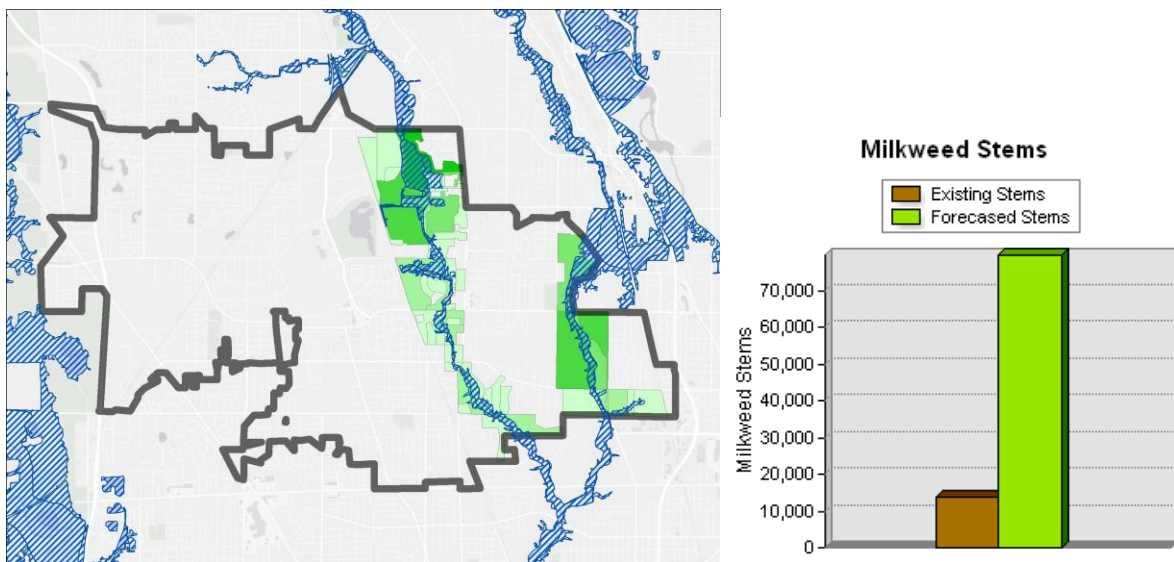 Milkweed Stems
Existing Stems
Forecased Stems
Milkweed Stems
70,000
60,000
50,000
40,000
30,000
20,000
10,000
0